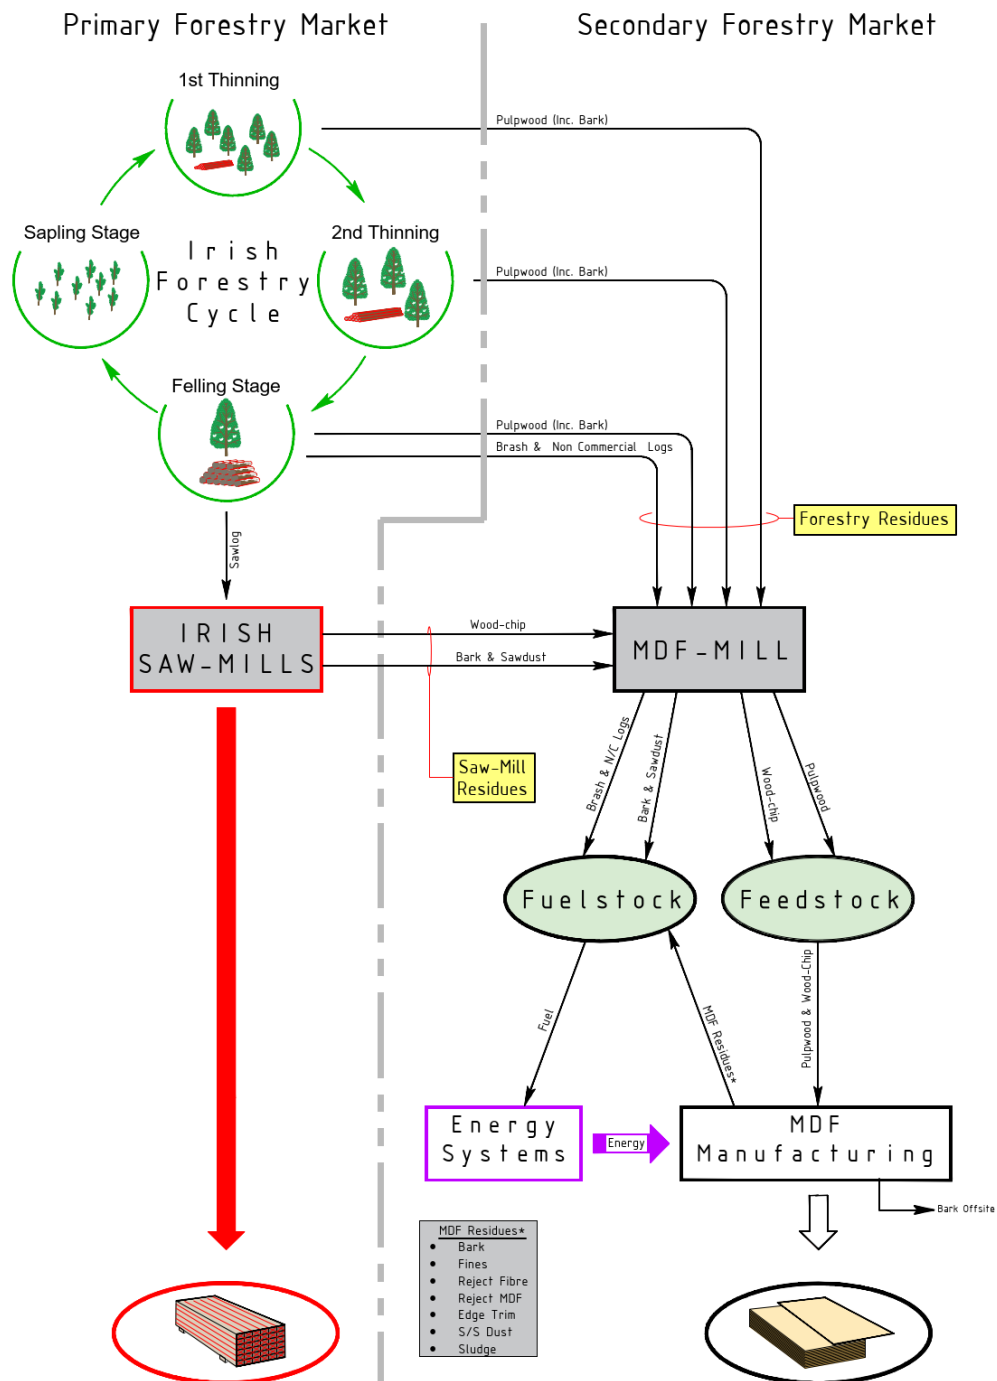 Primary Forestry Market
Secondary Forestry Market
1st Thinning
Pulpwood (Inc. Bark)
Sapling Stage
Irish
Forestry
Cycle
2nd Thinning
Pulpwood (Inc. Bark)
Felling Stage
Pulpwood (Inc. Bark)
Brash & Non Commercial Logs
Forestry Residues
Sawlog
IRISH
SAW-MILLS
Wood-chip
Bark & Sawdust
MDF-MILL
Saw-Mill
Residues
Brash & N/C Logs
Bark & Sawdust
Wood-chip
Pulpwood
Fuelstock
Feedstock
Fuel
MDF Residues*
Pulpwood & Wood-Chip
Energy
Systems
Energy
MDF
Manufacturing
Bark Offsite
MDF Residues*
• Bark
• Fines
• Reject Fibre
• Reject MDF
• Edge Trim
• S/S Dust
• Sludge